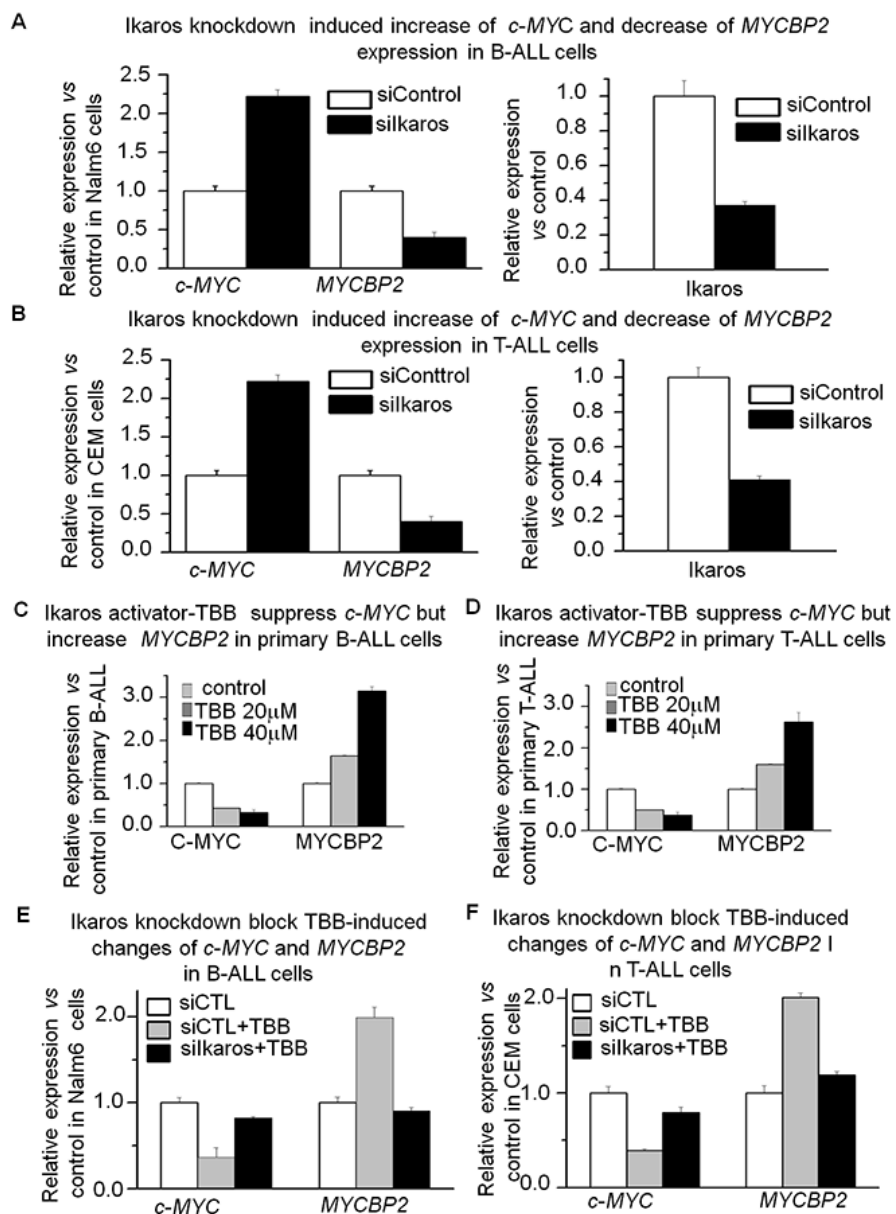 A
Ikaros knockdown induced increase of c-MYC and decrease of MYCBP2
expression in B-ALL cells
Relative expression vs
control in Nalm6 cells
2.5
2.0
1.5
1.0
0.5
0.0
siControl
siIkaros
c-MYC MYCBP2
Relative expression
vs control
1.0
0.8
0.6
0.4
0.2
0.0
siControl
siIkaros
Ikaros
B
Ikaros knockdown induced increase of c-MYC and decrease of MYCBP2
expression in T-ALL cells
Relative expression vs
control in CEM cells
2.5
2.0
1.5
1.0
0.5
0.0
siConttrol
siIkaros
c-MYC MYCBP2
Relative expression
vs control
1.0
0.8
0.6
0.4
0.2
0.0
siControl
siIkaros
Ikaros
C
Ikaros activator-TBB suppress c-MYC but
increase MYCBP2 in primary B-ALL cells
Relative expression vs
control in primary B-ALL
3.0
2.0
1.0
0.0
control
TBB 20μM
TBB 40μM
C-MYC MYCBP2
D
Ikaros activator-TBB suppress c-MYC but
increase MYCBP2 in primary T-ALL cells
Relative expression vs
control in primary T-ALL
3.0
2.0
1.0
0.0
control
TBB 20μM
TBB 40μM
C-MYC MYCBP2
E
Ikaros knockdown block TBB-induced
changes of c-MYC and MYCBP2
in B-ALL cells
Relative expression vs
control in Nalm6 cells
2.0
1.0
0.0
siCTL
siCTL+TBB
siIkaros+TBB
c-MYC MYCBP2
F
Ikaros knockdown block TBB-induced
changes of c-MYC and MYCBP2 I
n T-ALL cells
Relative expression vs
control in CEM cells
2.0
1.0
0.0
siCTL
siCTL+TBB
siIkaros+TBB
c-MYC MYCBP2